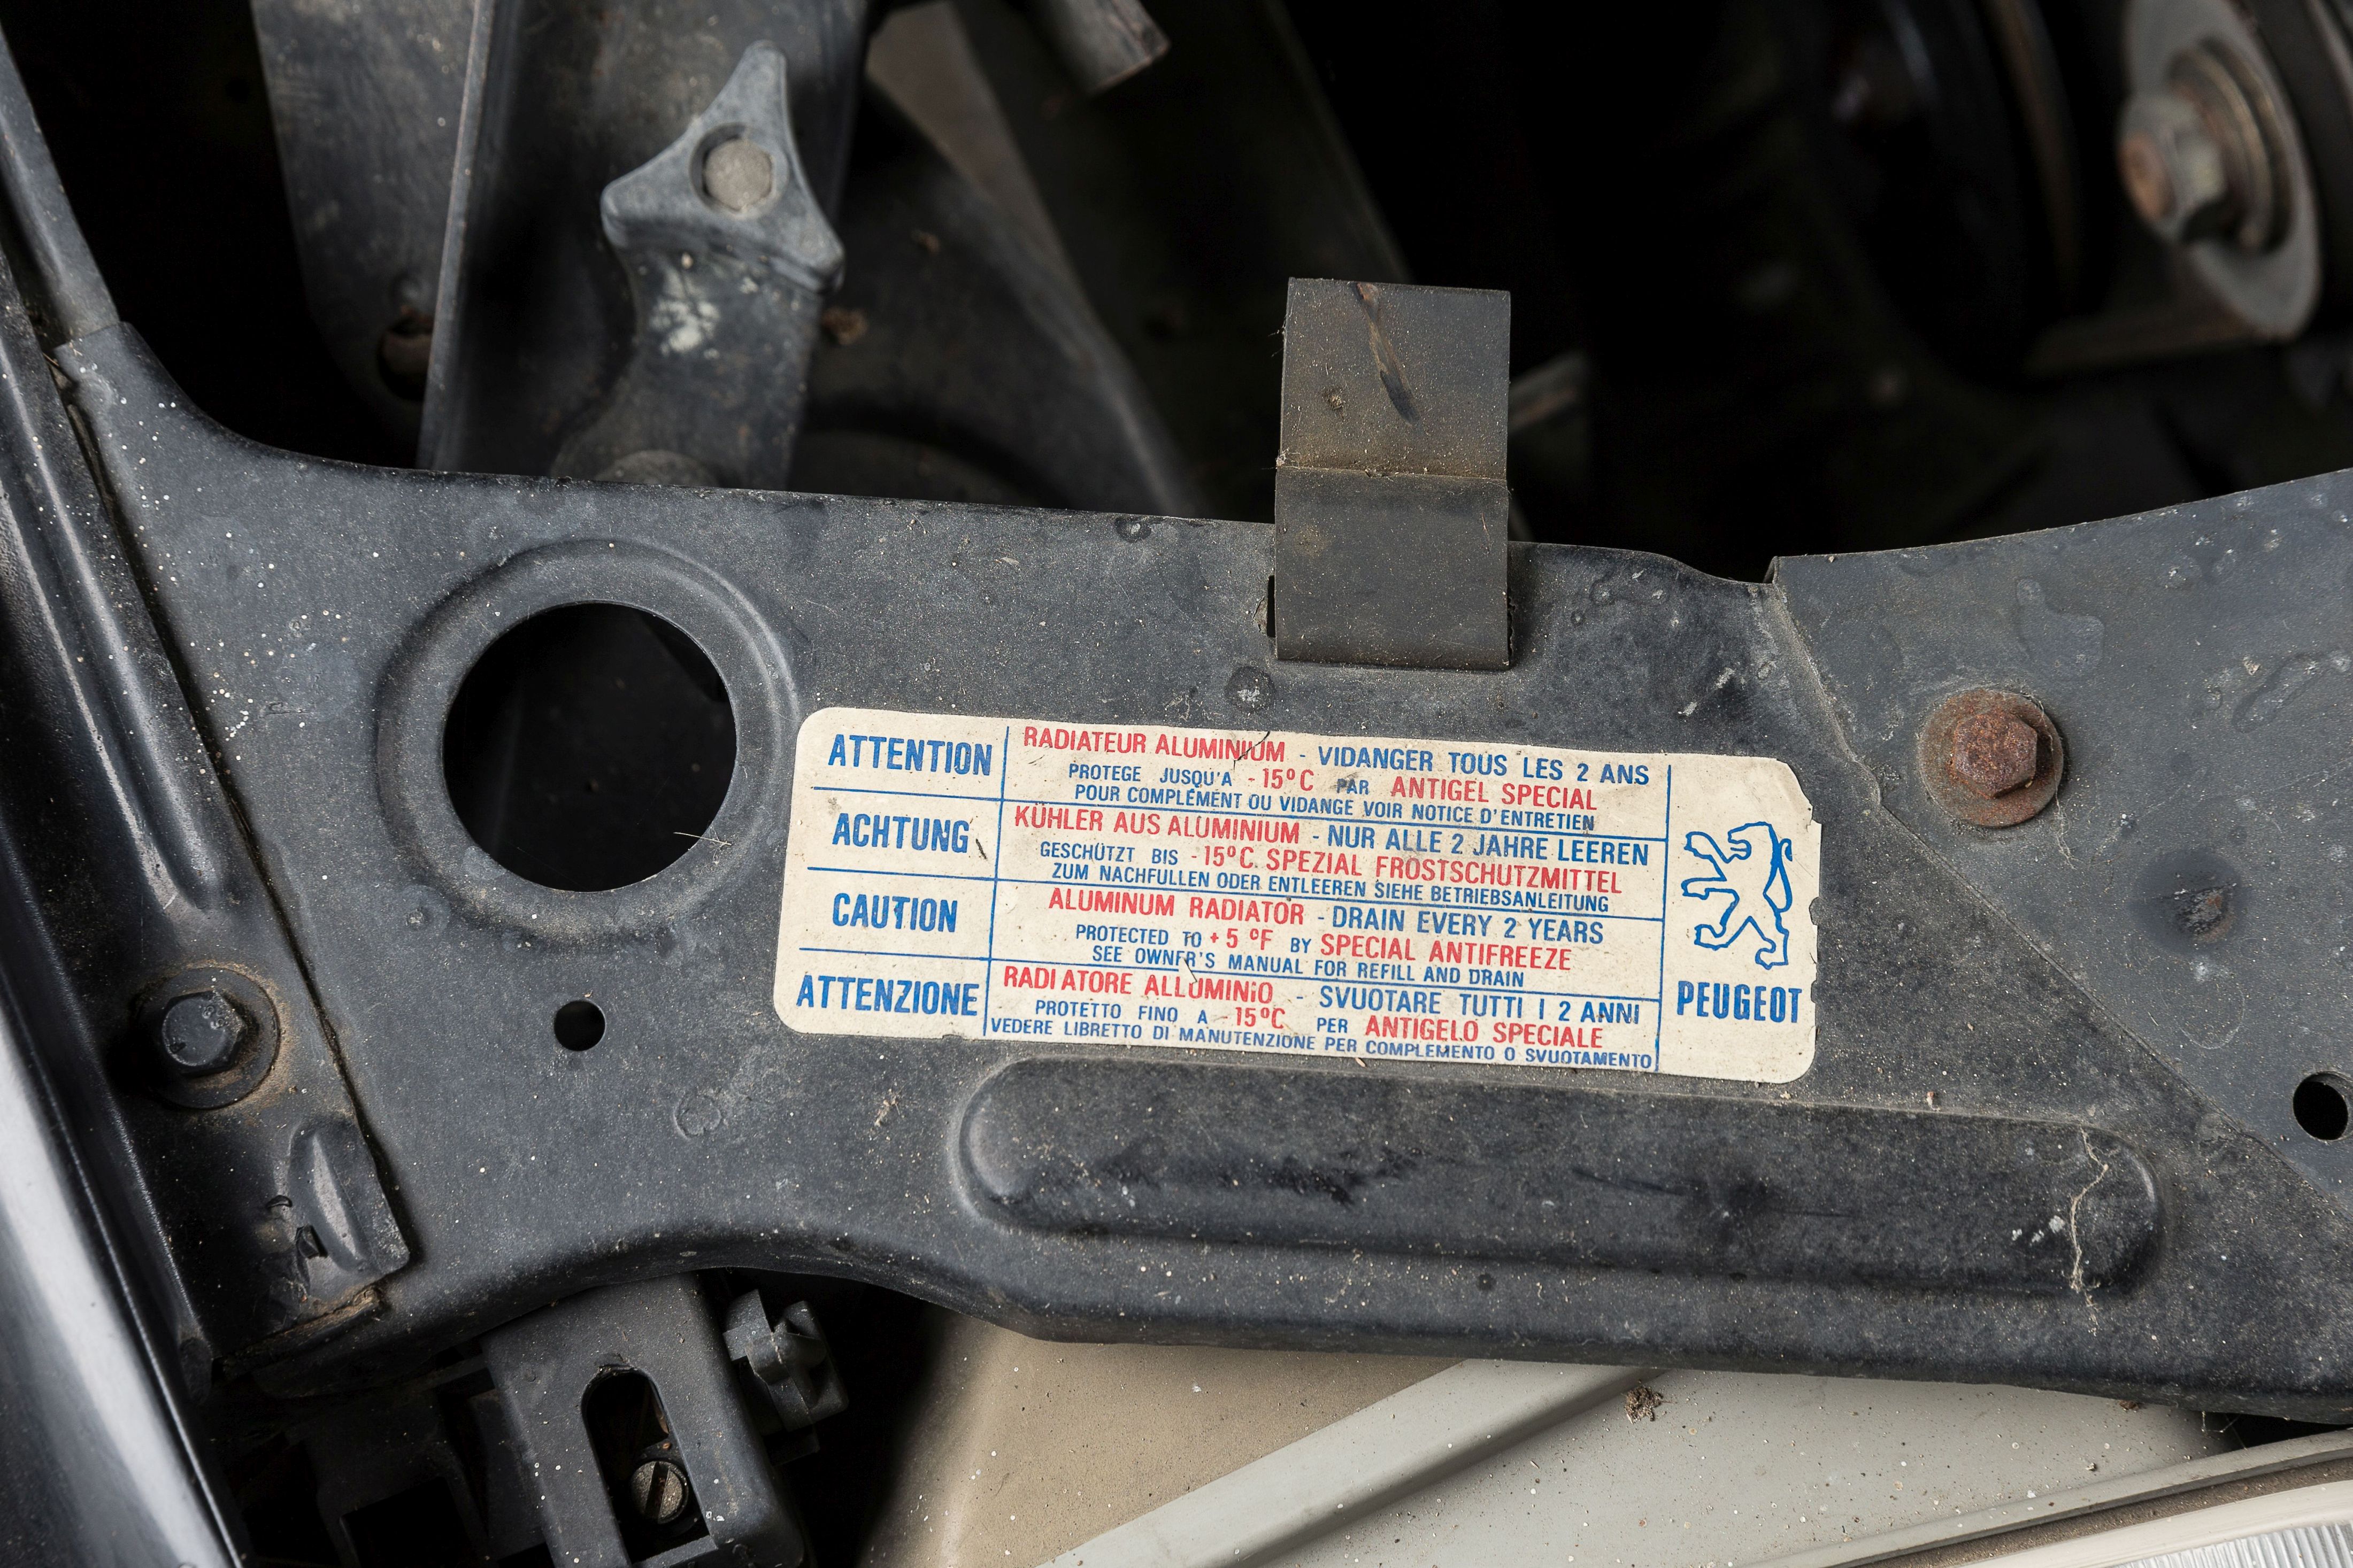 ATTENTION
RADIATEUR ALUMINIUM - VIDANGER TOUS LES 2 ANS
PROTEGE JUSQU'A -15°C PAR ANTIGEL SPECIAL
POUR COMPLÉMENT OU VIDANGE VOIR NOTICE D'ENTRETIEN
ACHTUNG
KÜHLER AUS ALUMINIUM - NUR ALLE 2 JAHRE LEEREN
GESCHÜTZT BIS -15°C. SPEZIAL FROSTSCHUTZMITTEL
ZUM NACHFULLEN ODER ENTLEEREN SIEHE BETRIEBSANLEITUNG
CAUTION
ALUMINUM RADIATOR - DRAIN EVERY 2 YEARS
PROTECTED TO +5 °F BY SPECIAL ANTIFREEZE
SEE OWNER'S MANUAL FOR REFILL AND DRAIN
ATTENZIONE
RADIATORE ALLUMINIO - SVUOTARE TUTTI I 2 ANNI
PROTETTO FINO A -15°C PER ANTIGELO SPECIALE
VEDERE LIBRETTO DI MANUTENZIONE PER COMPLEMENTO O SVUOTAMENTO
PEUGEOT